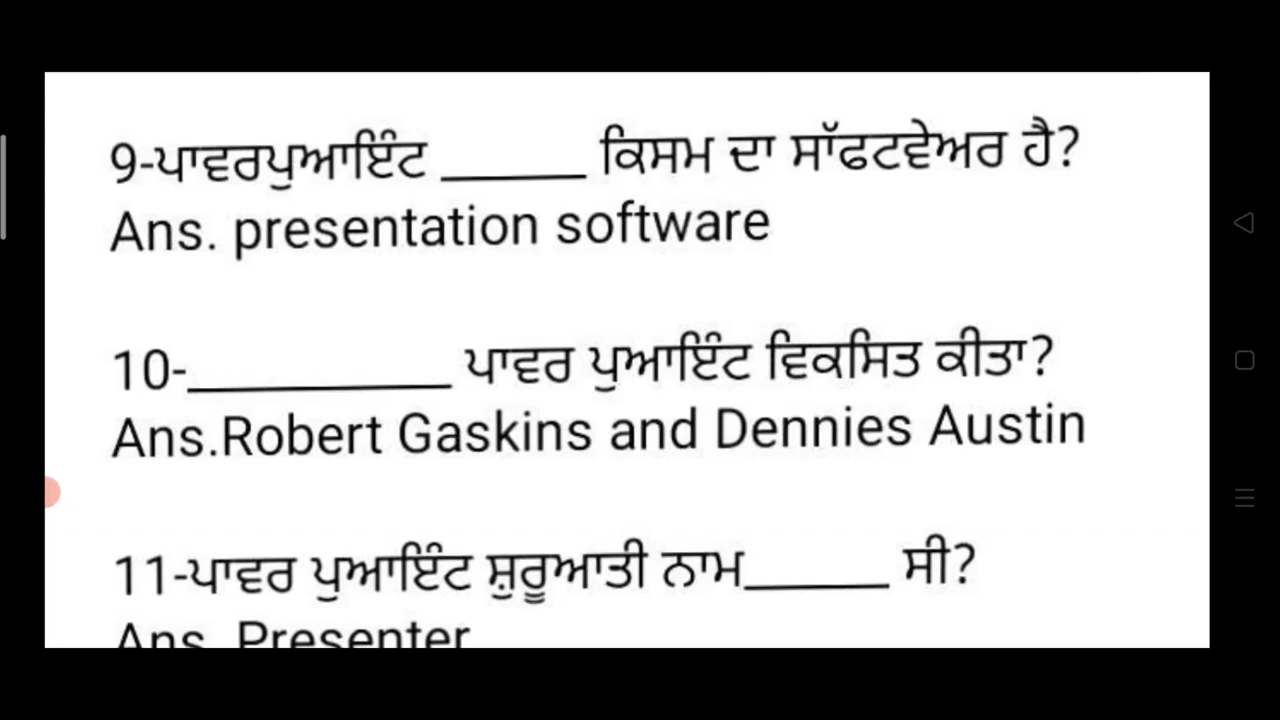 9-ਪਾਵਰਪੁਆਇੰਟ ______ ਕਿਸਮ ਦਾ ਸਾੱਫਟਵੇਅਰ ਹੈ?
Ans. presentation software
10-___________ ਪਾਵਰ ਪੁਆਇੰਟ ਵਿਕਸਿਤ ਕੀਤਾ?
Ans.Robert Gaskins and Dennies Austin
11-ਪਾਵਰ ਪੁਆਇੰਟ ਸ਼ੁਰੂਆਤੀ ਨਾਮ______ ਸੀ?
Ans. Presenter